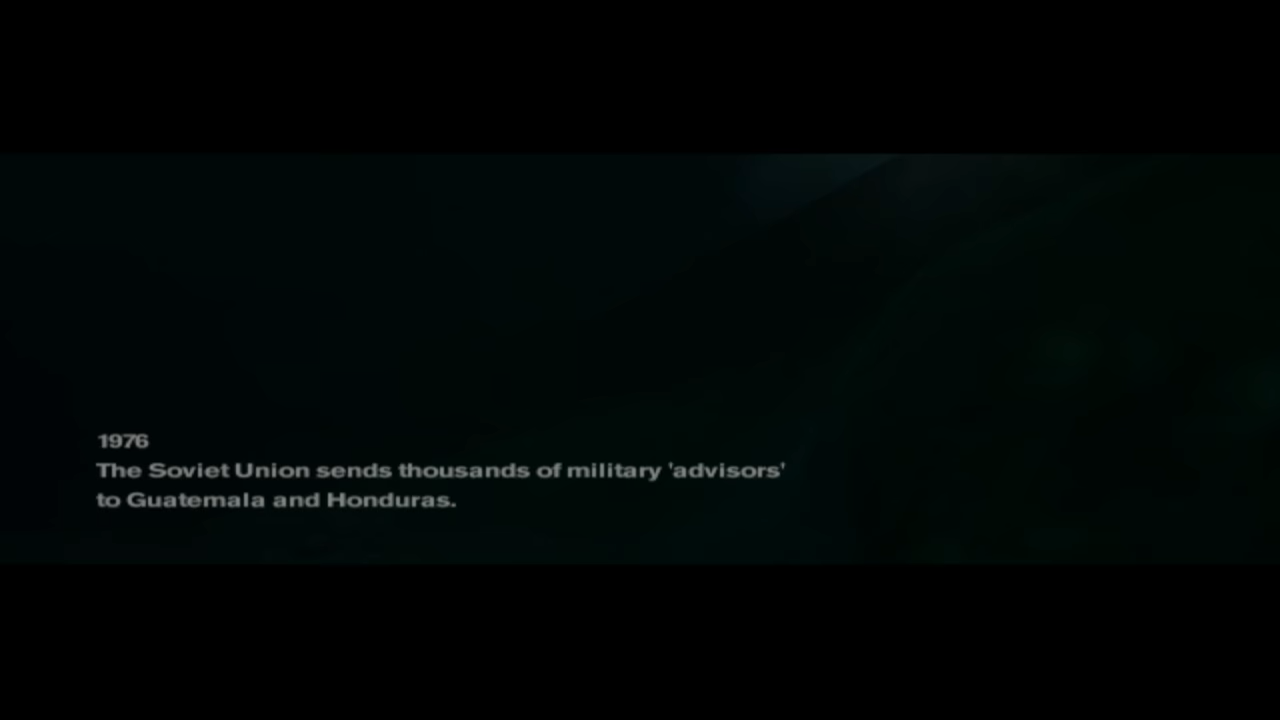 1976
The Soviet Union sends thousands of military 'advisors'
to Guatemala and Honduras.